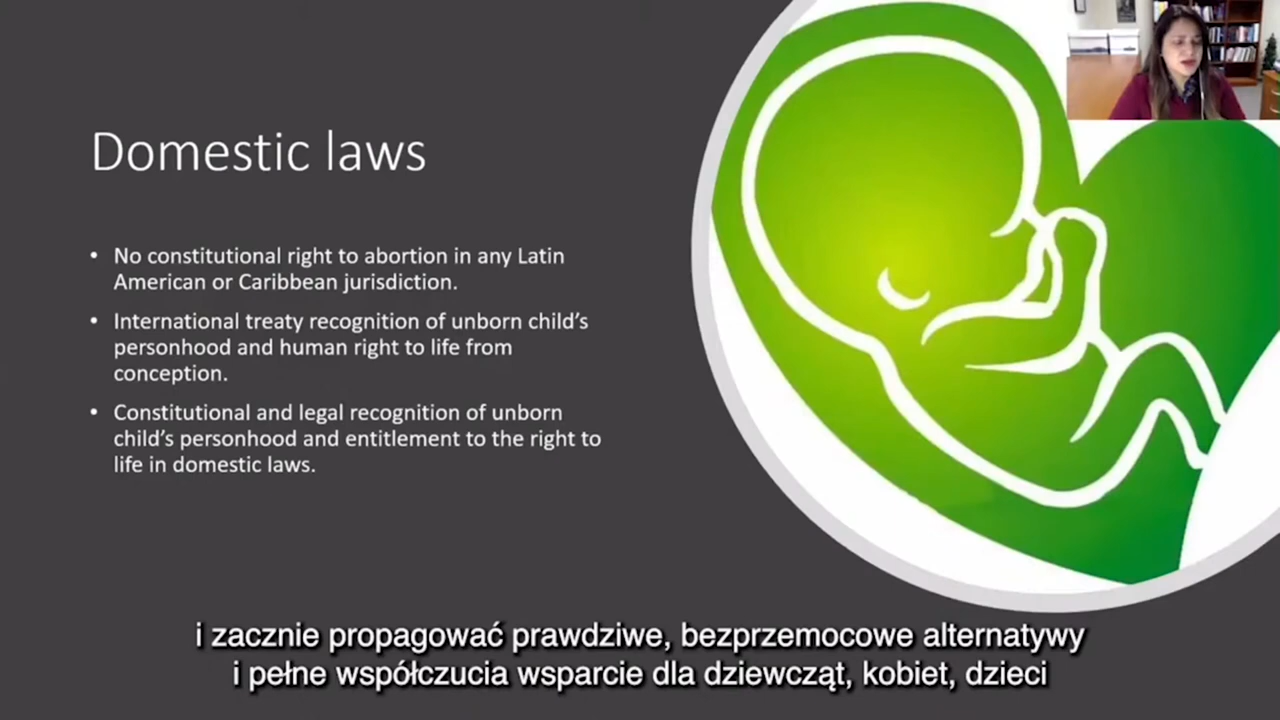 Domestic laws
• No constitutional right to abortion in any Latin
American or Caribbean jurisdiction.
• International treaty recognition of unborn child’s
personhood and human right to life from
conception.
• Constitutional and legal recognition of unborn
child’s personhood and entitlement to the right to
life in domestic laws.
i zacznie propagować prawdziwe, bezprzemocowe alternatywy
i pełne współczucia wsparcie dla dziewcząt, kobiet, dzieci